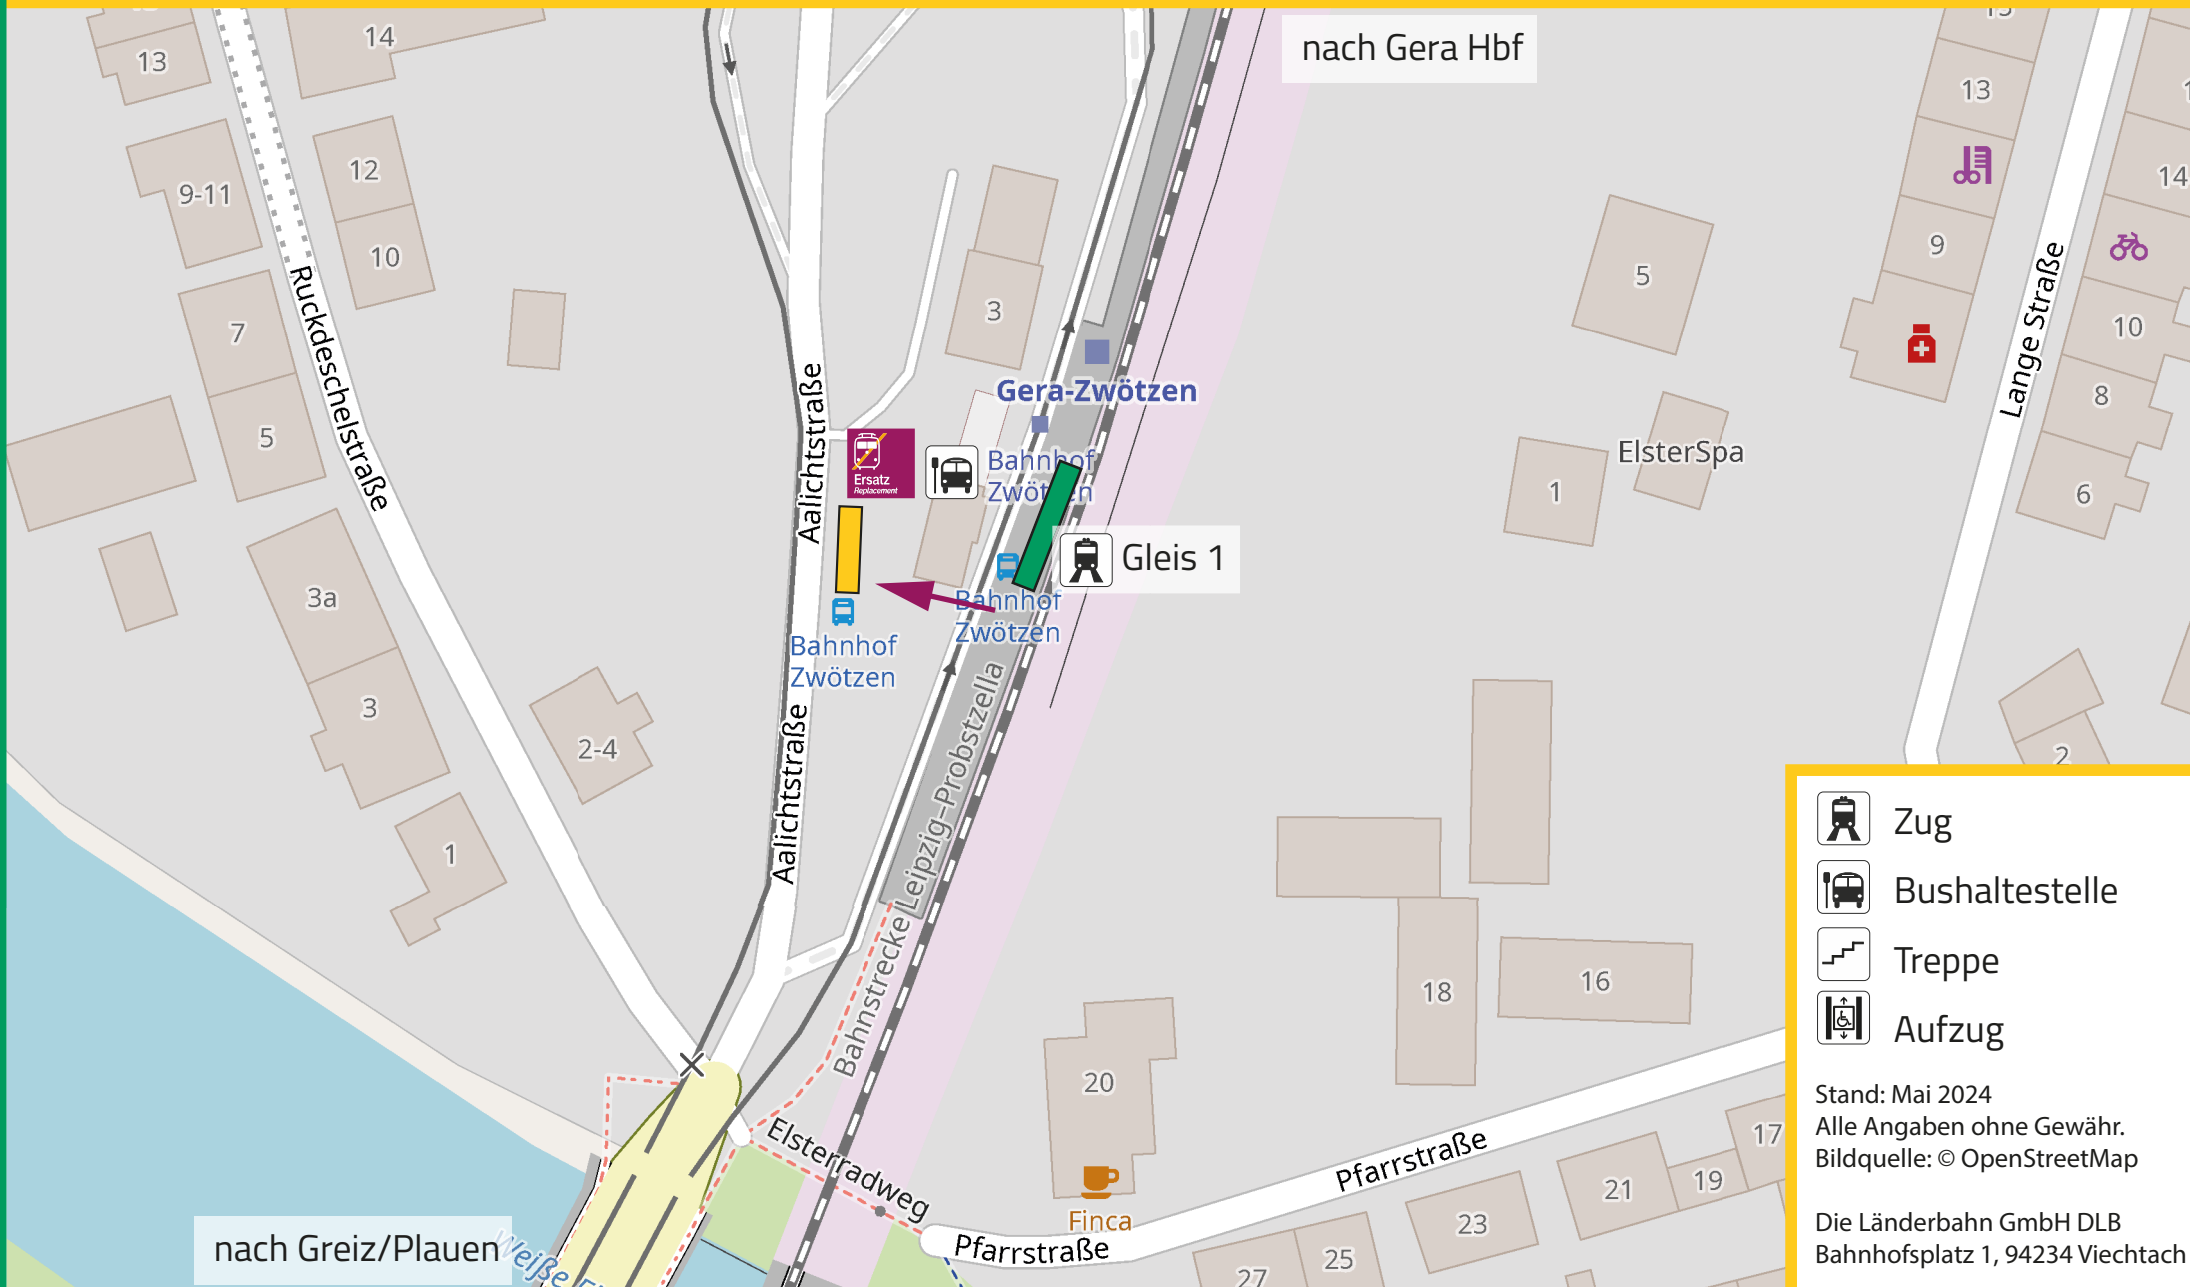 nach Gera Hbf
13
14
13
9-11
12
10
7
5
Ruckdeschelstraße
3a
3
2-4
1
Aalichtstraße
Aalichtstraße
3
Gera-Zwötzen
Bahnhof
Zwötzen
Ersatz
Replacement
Gleis 1
Bahnhof
Zwötzen
Bahnhof
Zwötzen
Bahnstrecke Leipzig–Probstzella
5
1
ElsterSpa
9
Lange Straße
14
10
8
6
2
18
16
20
Finca
Elsterradweg
Pfarrstraße
Pfarrstraße
17
19
21
23
25
27
nach Greiz/Plauen
Weiße
Zug
Bushaltestelle
Treppe
Aufzug
Stand: Mai 2024
Alle Angaben ohne Gewähr.
Bildquelle: © OpenStreetMap
Die Länderbahn GmbH DLB
Bahnhofsplatz 1, 94234 Viechtach